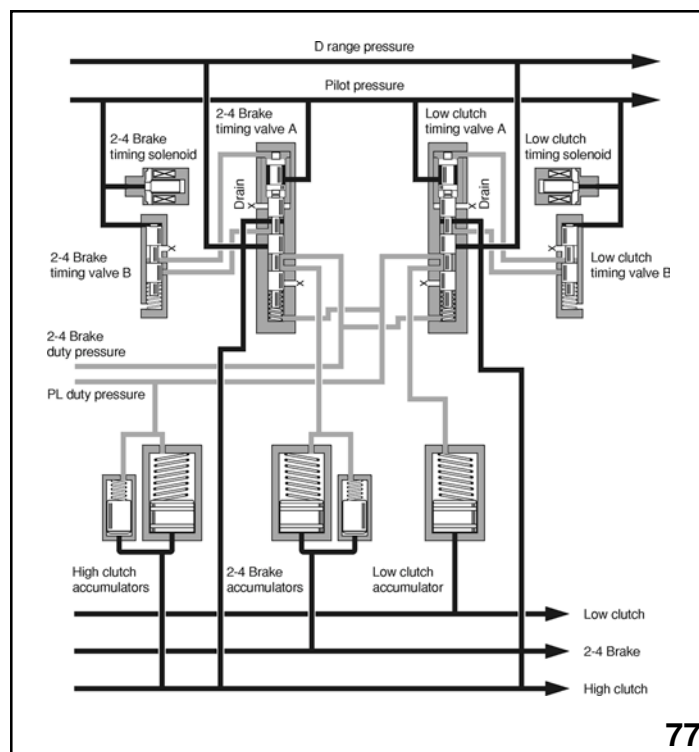 D range pressure
Pilot pressure
2-4 Brake
timing valve A
Low clutch
timing valve A
2-4 Brake
timing solenoid
Low clutch
timing solenoid
Drain
Drain
2-4 Brake
timing valve B
Low clutch
timing valve B
2-4 Brake
duty pressure
PL duty pressure
High clutch
accumulators
2-4 Brake
accumulators
Low clutch
accumulator
Low clutch
2-4 Brake
High clutch
77